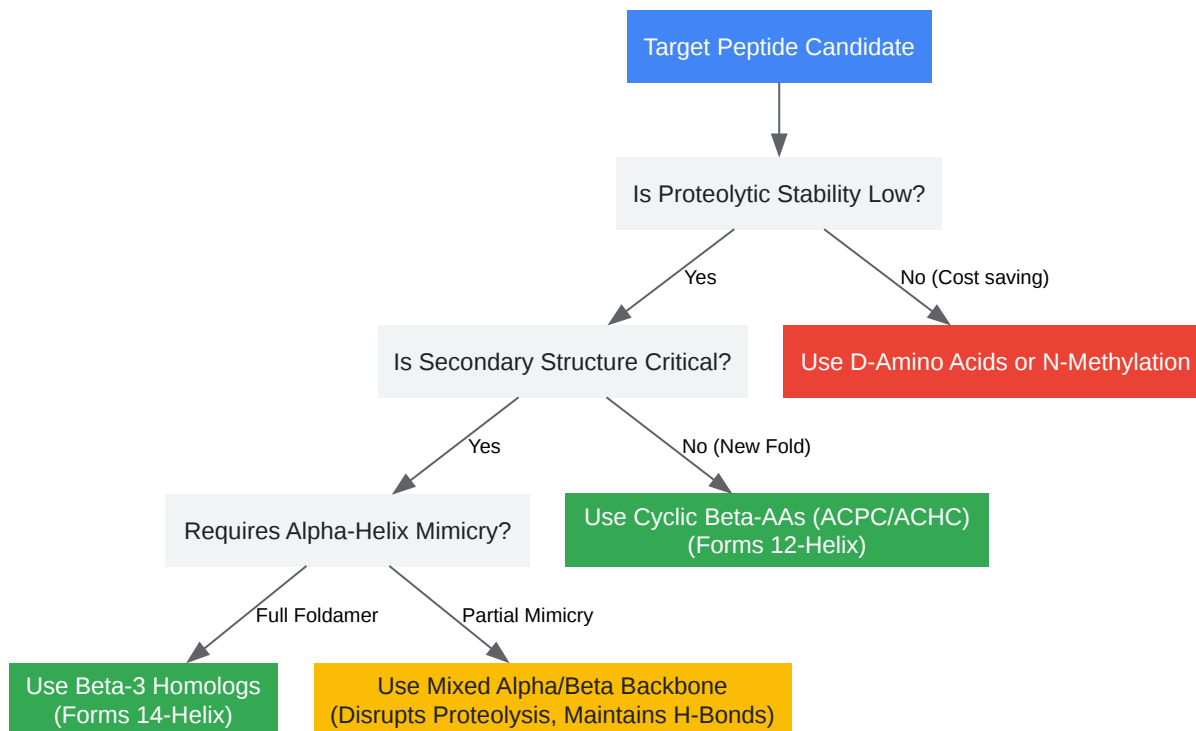 Target Peptide Candidate
Is Proteolytic Stability Low?
Yes
No (Cost saving)
Is Secondary Structure Critical?
Use D-Amino Acids or N-Methylation
Yes
No (New Fold)
Requires Alpha-Helix Mimicry?
Use Cyclic Beta-AAs (ACPC/ACHC)
(Forms 12-Helix)
Full Foldamer
Partial Mimicry
Use Beta-3 Homologs
(Forms 14-Helix)
Use Mixed Alpha/Beta Backbone
(Disrupts Proteolysis, Maintains H-Bonds)